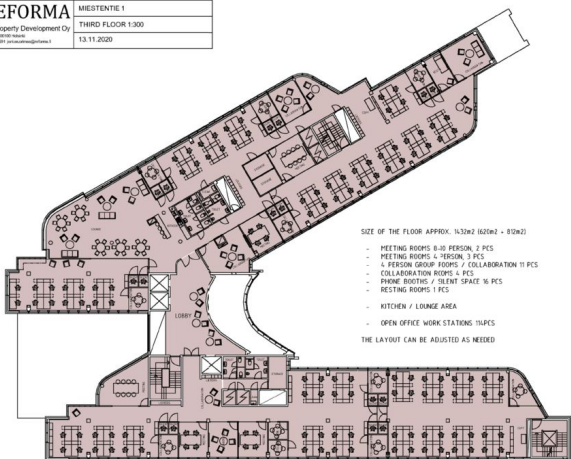 EFORMA
operty Development Oy
MIESTENTIE 1
THIRD FLOOR 1:300
13.11.2020
SIZE OF THE FLOOR APPROX. 1432m2 (620m2 + 812m2)
- MEETING ROOMS 8-10 PERSON, 2 PCS
- MEETING ROOMS 4 PERSON, 3 PCS
- 4 PERSON GROUP ROOMS / COLLABORATION 11 PCS
- COLLABORATION ROOMS 4 PCS
- PHONE BOOTHS / SILENT SPACE 16 PCS
- RESTING ROOMS 1 PCS
- KITCHEN / LOUNGE AREA
- OPEN OFFICE WORK STATIONS 114PCS
THE LAYOUT CAN BE ADJUSTED AS NEEDED
LOBBY